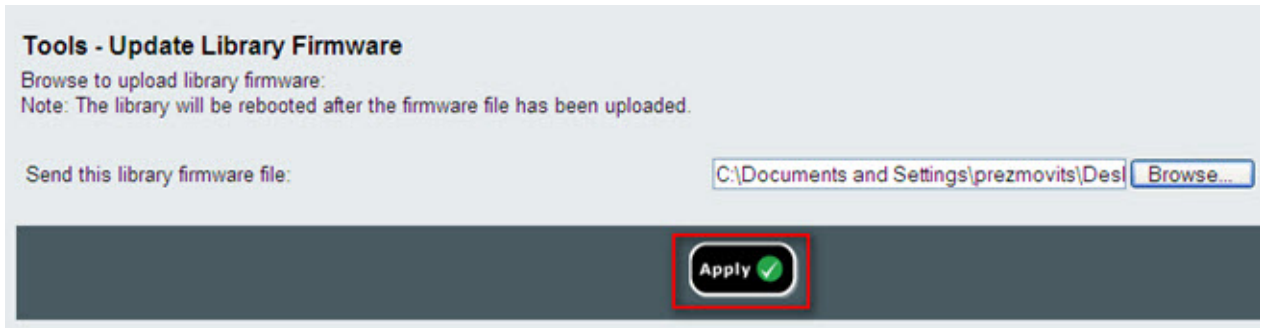 Tools - Update Library Firmware
Browse to upload library firmware:
Note: The library will be rebooted after the firmware file has been uploaded.
Send this library firmware file: C:\Documents and Settings\prezmovits\Desl Browse...
Apply